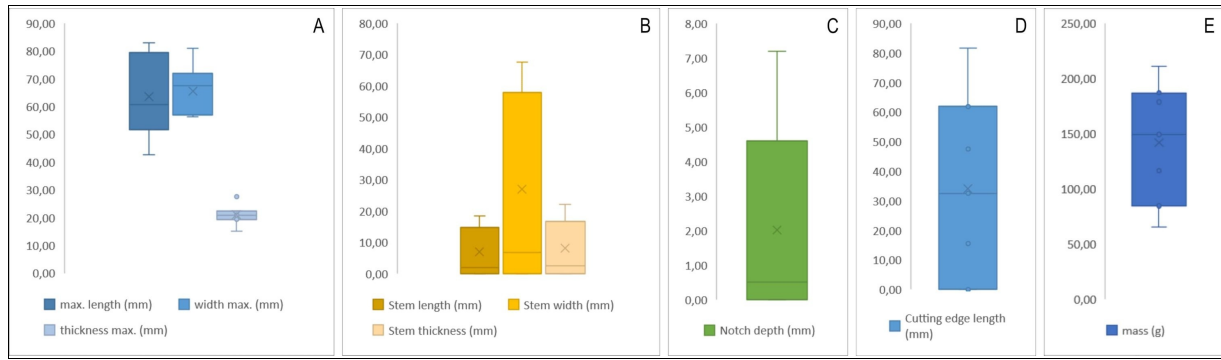 A
90,00
80,00
70,00
60,00
50,00
40,00
30,00
20,00
10,00
0,00
max. length (mm)
width max. (mm)
thickness max. (mm)
B
80,00
70,00
60,00
50,00
40,00
30,00
20,00
10,00
0,00
Stem length (mm)
Stem width (mm)
Stem thickness (mm)
C
8,00
7,00
6,00
5,00
4,00
3,00
2,00
1,00
0,00
Notch depth (mm)
D
90,00
80,00
70,00
60,00
50,00
40,00
30,00
20,00
10,00
0,00
Cutting edge length
(mm)
E
250,00
200,00
150,00
100,00
50,00
0,00
mass (g)